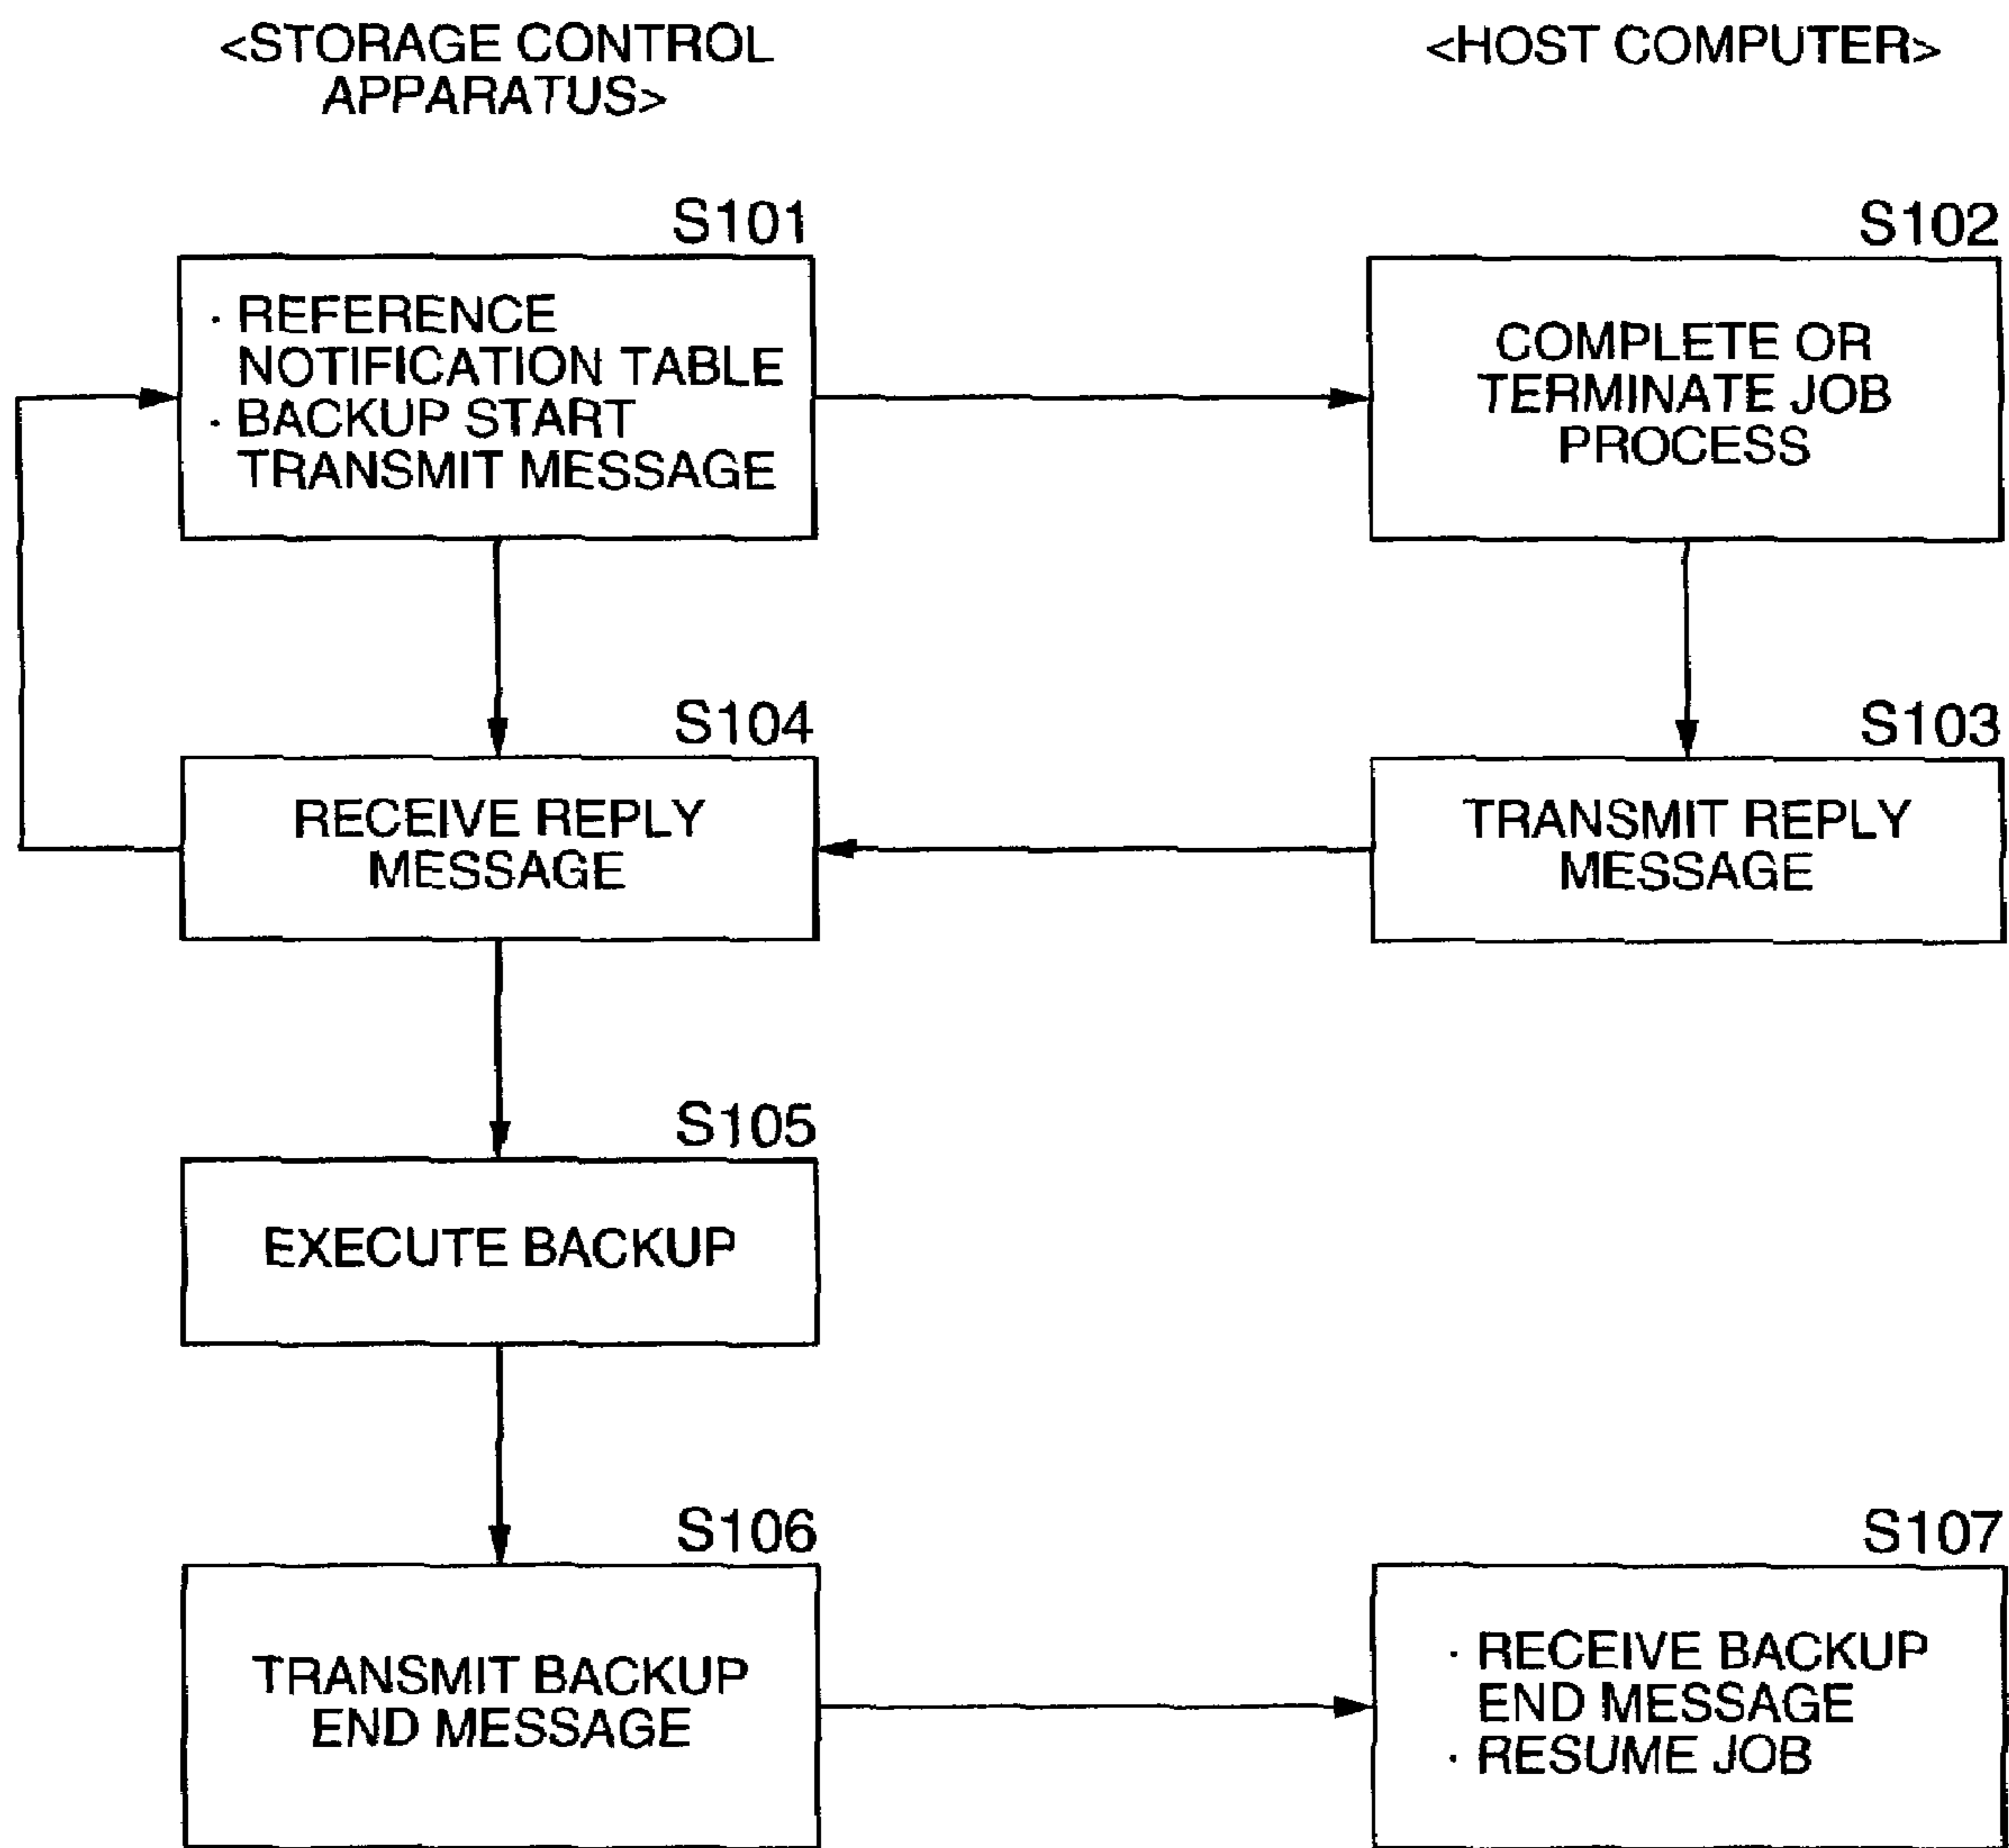 <STORAGE CONTROL
APPARATUS>
<HOST COMPUTER>
S101
· REFERENCE
NOTIFICATION TABLE
· BACKUP START
TRANSMIT MESSAGE
S102
COMPLETE OR
TERMINATE JOB
PROCESS
S104
RECEIVE REPLY
MESSAGE
S103
TRANSMIT REPLY
MESSAGE
S105
EXECUTE BACKUP
S106
TRANSMIT BACKUP
END MESSAGE
S107
· RECEIVE BACKUP
END MESSAGE
· RESUME JOB